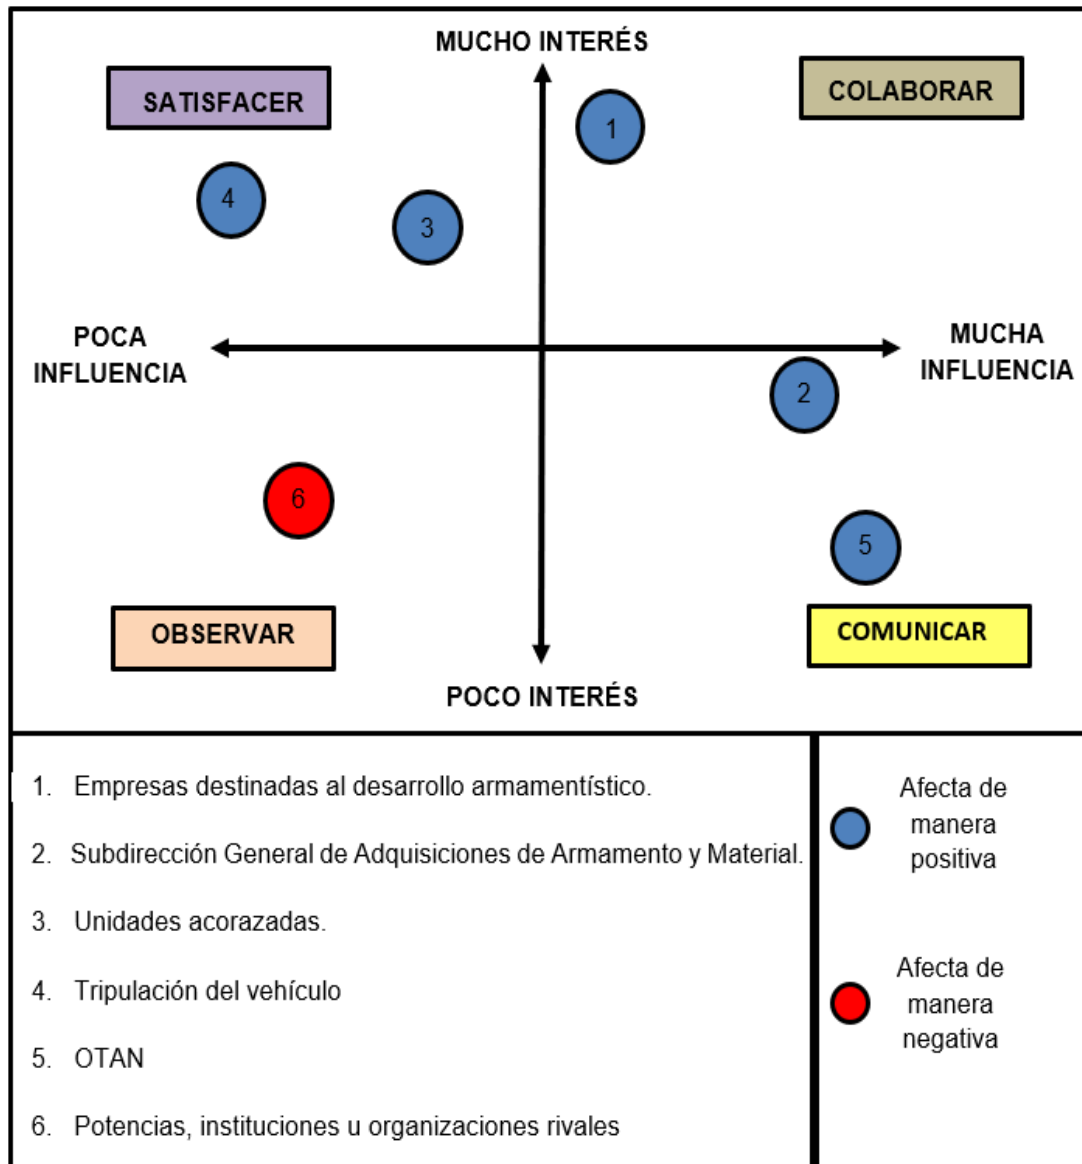 MUCHO INTERÉS
SATISFACER
COLABORAR
1
4
3
POCA
INFLUENCIA
MUCHA
INFLUENCIA
2
6
5
OBSERVAR
COMUNICAR
POCO INTERÉS
1. Empresas destinadas al desarrollo armamentístico.
2. Subdirección General de Adquisiciones de Armamento y Material.
3. Unidades acorazadas.
4. Tripulación del vehículo
5. OTAN
6. Potencias, instituciones u organizaciones rivales
Afecta de
manera
positiva
Afecta de
manera
negativa